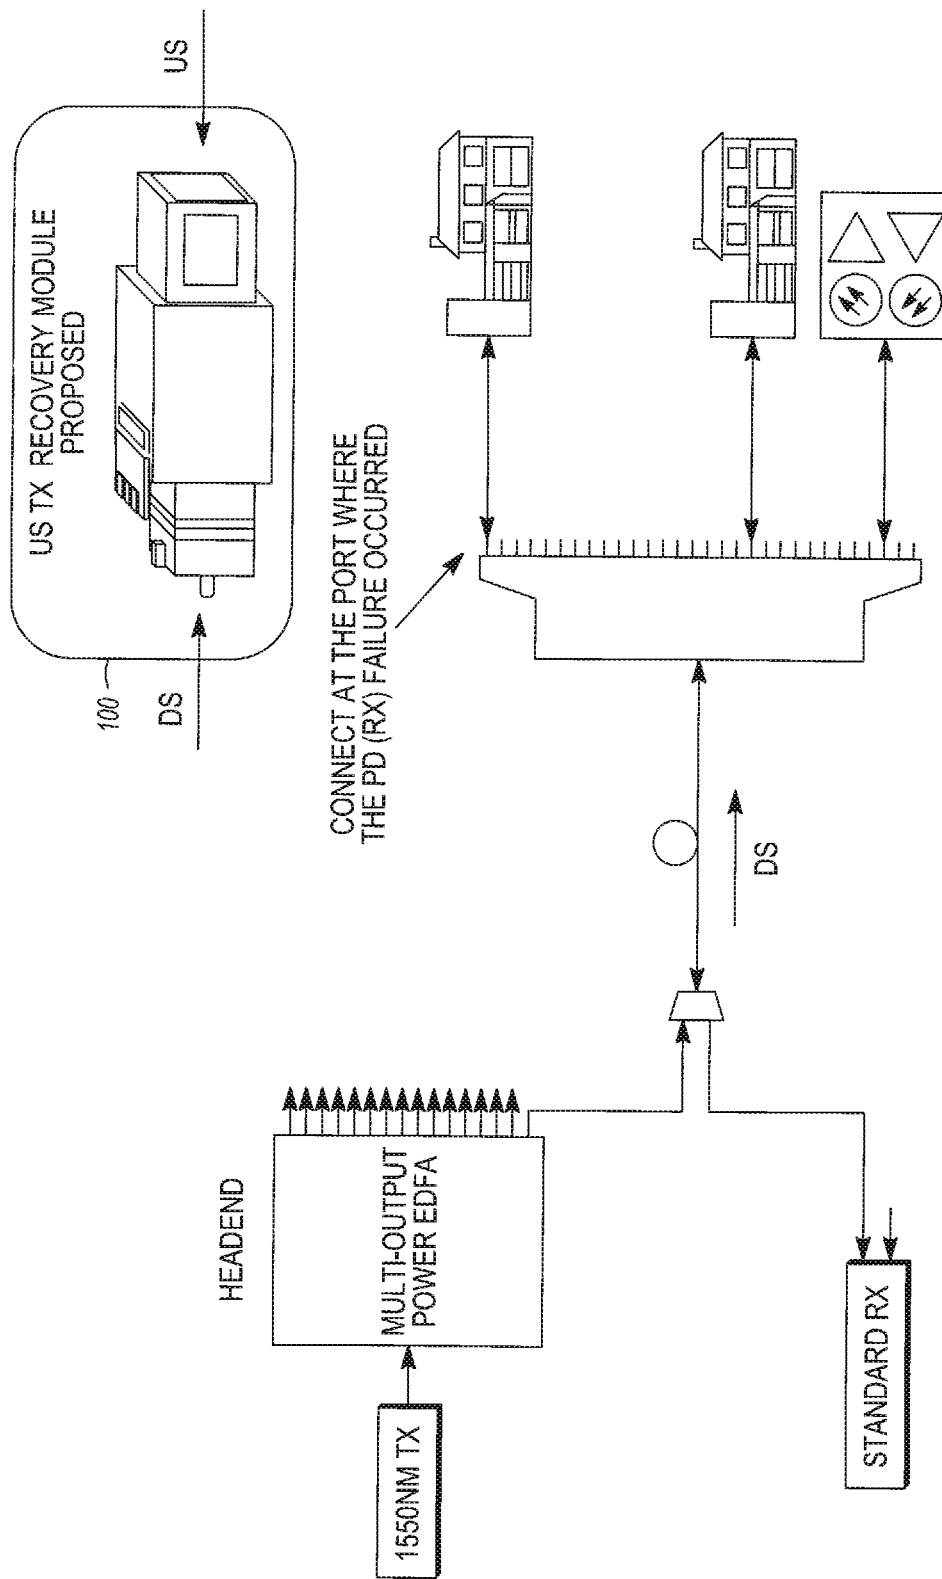 US TX RECOVERY MODULE
PROPOSED
US
DS
100
CONNECT AT THE PORT WHERE
THE PD (RX) FAILURE OCCURRED
HEADEND
MULTI-OUTPUT
POWER EDFA
1550NM TX
DS
STANDARD RX